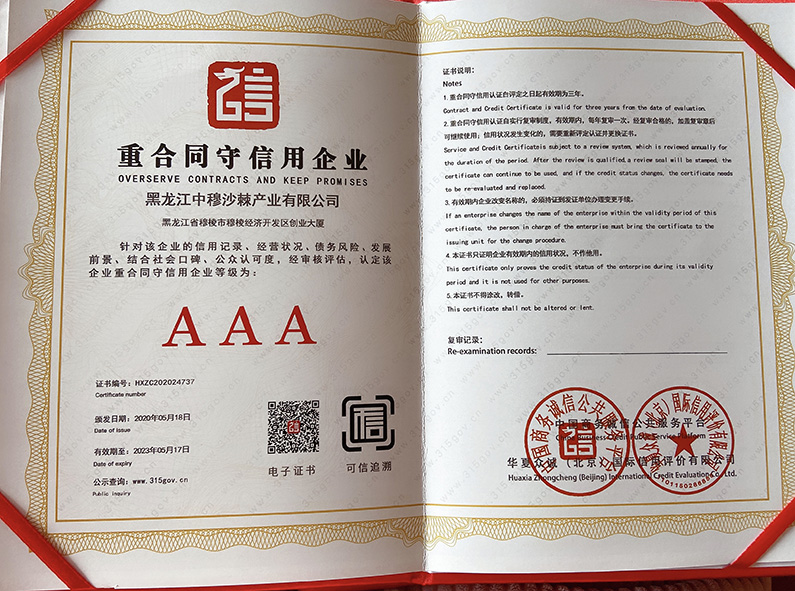 信
重合同守信用企业
OVERSERVE CONTRACTS AND KEEP PROMISES
黑龙江中穆沙棘产业有限公司
黑龙江省穆棱市穆棱经济开发区创业大厦
针对该企业的信用记录、经营状况、债务风险、发展
前景、结合社会口碑、公众认可度，经审核评估，认定该
企业重合同守信用企业等级为：
AAA
证书编号：HXZC202024737
Certificate number
颁发日期：2020年05月18日
Date of issue
有效期至：2023年05月17日
Date of expiry
公示查询：www.315gov.cn
Public inquiry
电子证书
信
可信追溯
证书说明：
Notes
1.重合同守信用认证自评定之日起有效期为三年。
Contract and Credit Certificate is valid for three years from the date of evaluation.
2.重合同守信用认证自实行复审制度，有效期内，每年复审一次，经复审合格的，加盖复审章后
可继续使用；信用状况发生变化的，需要重新评定认证并更换证书。
Service and Credit Certificateis subject to a review system, which is reviewed annually for
the duration of the period. After the review is qualified,a review seal will be stamped, the
certificate can continue to be used, and if the credit status changes, the certificate needs
to be re-evaluated and replaced.
3.有效期内企业改变名称的，必须持证到发证单位办理变更手续。
If an enterprise changes the name of the enterprise within the validity period of this
certificate, the person in charge of the enterprise must bring the certificate to the
issuing unit for the change procedure.
4.本证书只证明企业有效期内的信用状况，不作他用。
This certificate only proves the credit status of the enterprise during its validity
period and it is not used for other purposes.
5.本证书不得涂改，转借。
This certificate shall not be altered or lent.
复审记录：
Re-examination records:
中国商务诚信公共服务平台
Public Service Platform
华夏众诚（北京）国际信用评价有限公司
Huaxia Zhongcheng (Beijing) International Credit Evaluation Co., Ltd.